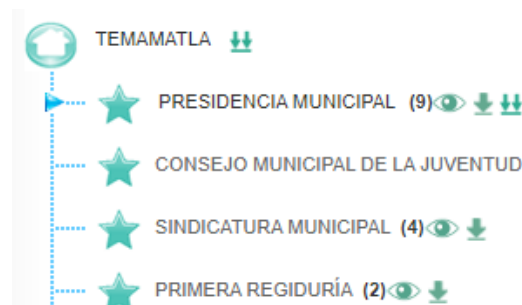 TEMAMATLA
PRESIDENCIA MUNICIPAL (9)
CONSEJO MUNICIPAL DE LA JUVENTUD
SINDICATURA MUNICIPAL (4)
PRIMERA REGIDURÍA (2)